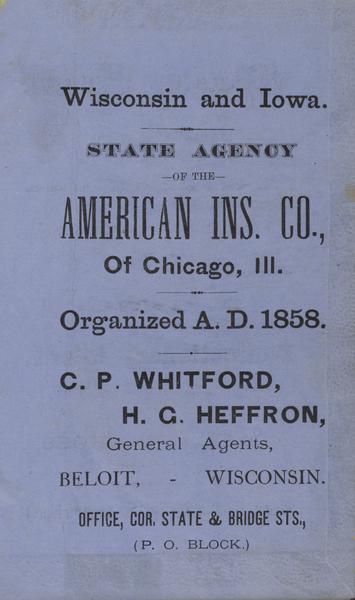 Wisconsin and Iowa.
STATE AGENCY
—OF THE—
AMERICAN INS. CO.,
Of Chicago, Ill.
Organized A. D. 1858.
C. P. WHITFORD,
H. G. HEFFRON,
General Agents,
BELOIT, - WISCONSIN.
OFFICE, COR. STATE & BRIDGE STS.,
(P. O. BLOCK.)